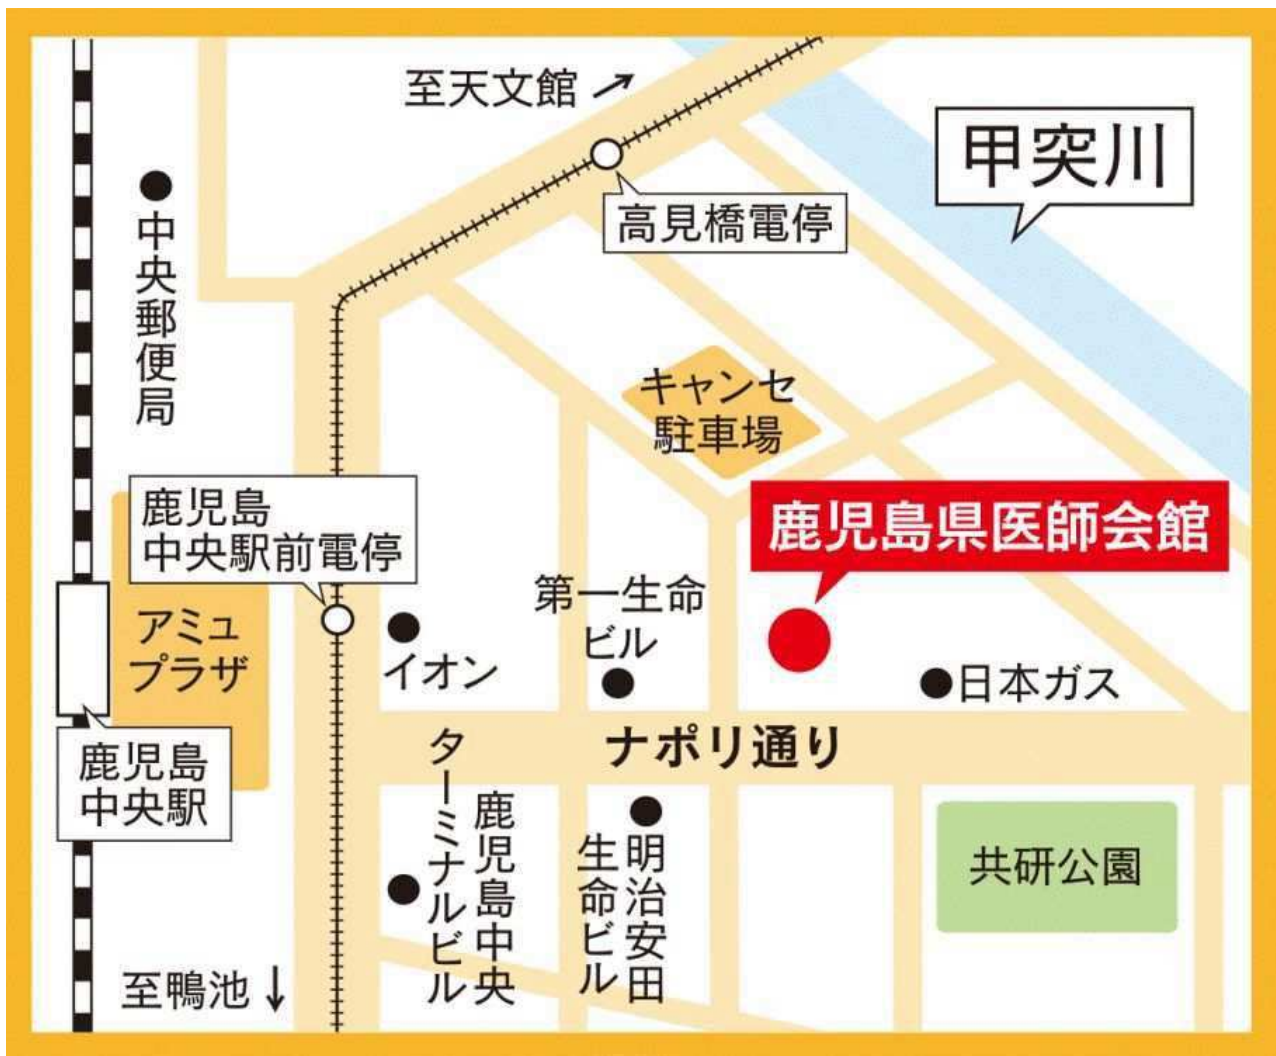 至天文館
甲突川
高見橋電停
中央郵便局
キャンセ
駐車場
鹿児島
中央駅前電停
鹿児島県医師会館
アミュ
プラザ
イオン
第一生命
ビル
日本ガス
ナポリ通り
鹿児島
中央駅
鹿児島中央
ターミナルビル
明治安田
生命ビル
共研公園
至鴨池